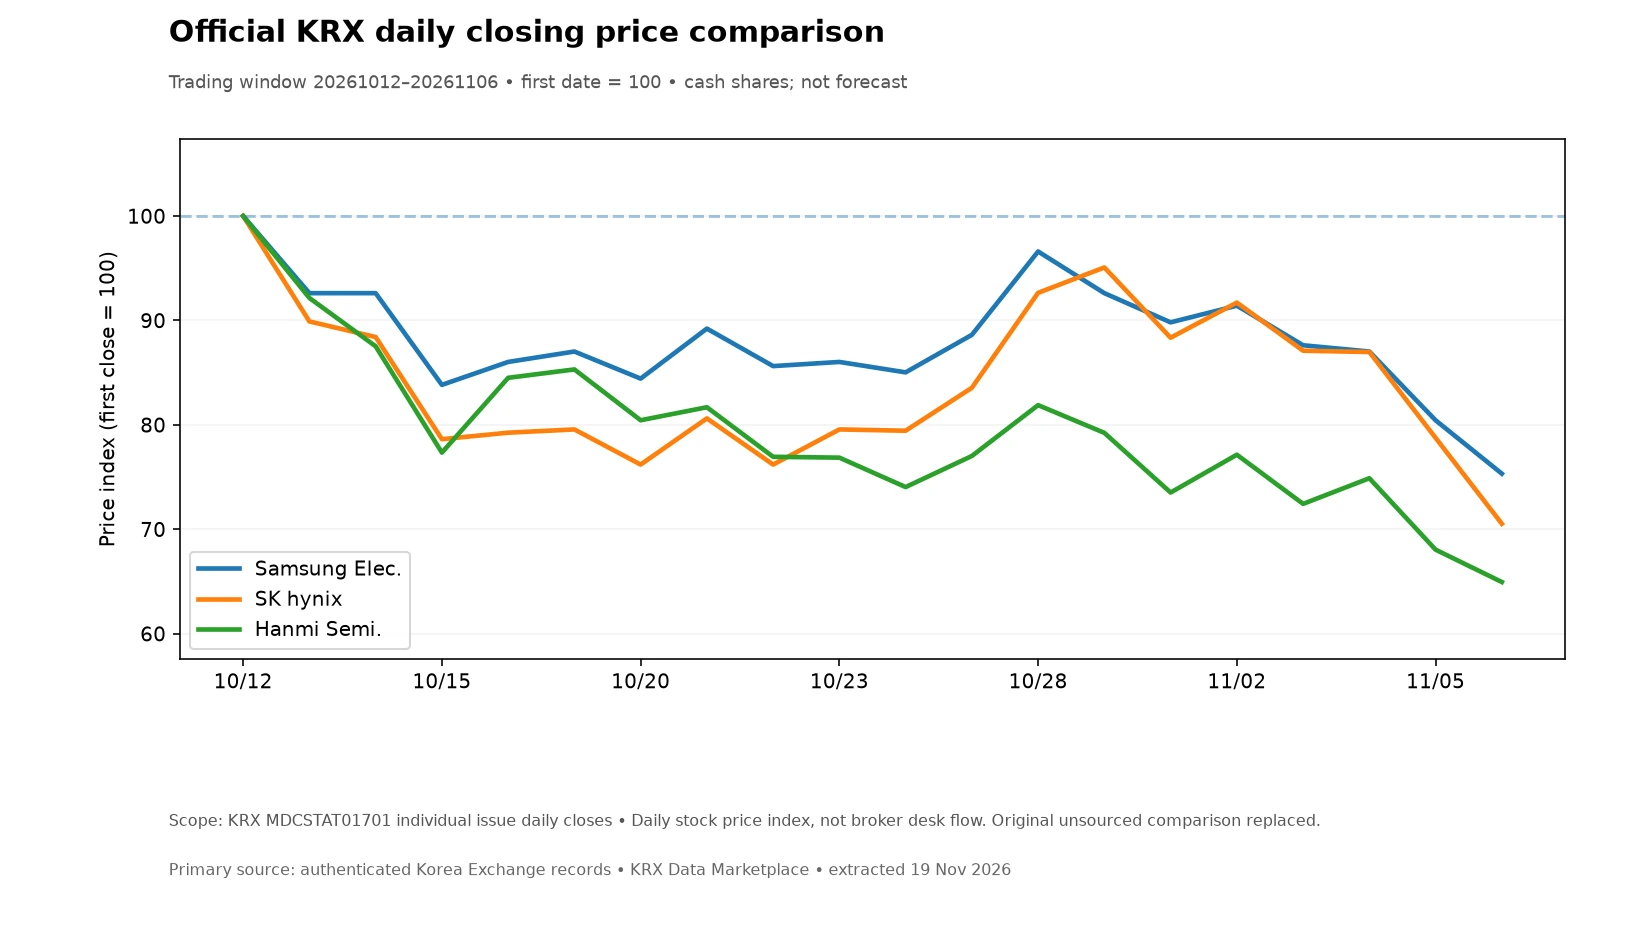 Official KRX daily closing price comparison
Trading window 20261012–20261106 • first date = 100 • cash shares; not forecast
Price index (first close = 100)
100
90
80
70
60
Samsung Elec.
SK hynix
Hanmi Semi.
10/12 10/15 10/20 10/23 10/28 11/02 11/05
Scope: KRX MDCSTAT01701 individual issue daily closes • Daily stock price index, not broker desk flow. Original unsourced comparison replaced.
Primary source: authenticated Korea Exchange records • KRX Data Marketplace • extracted 19 Nov 2026